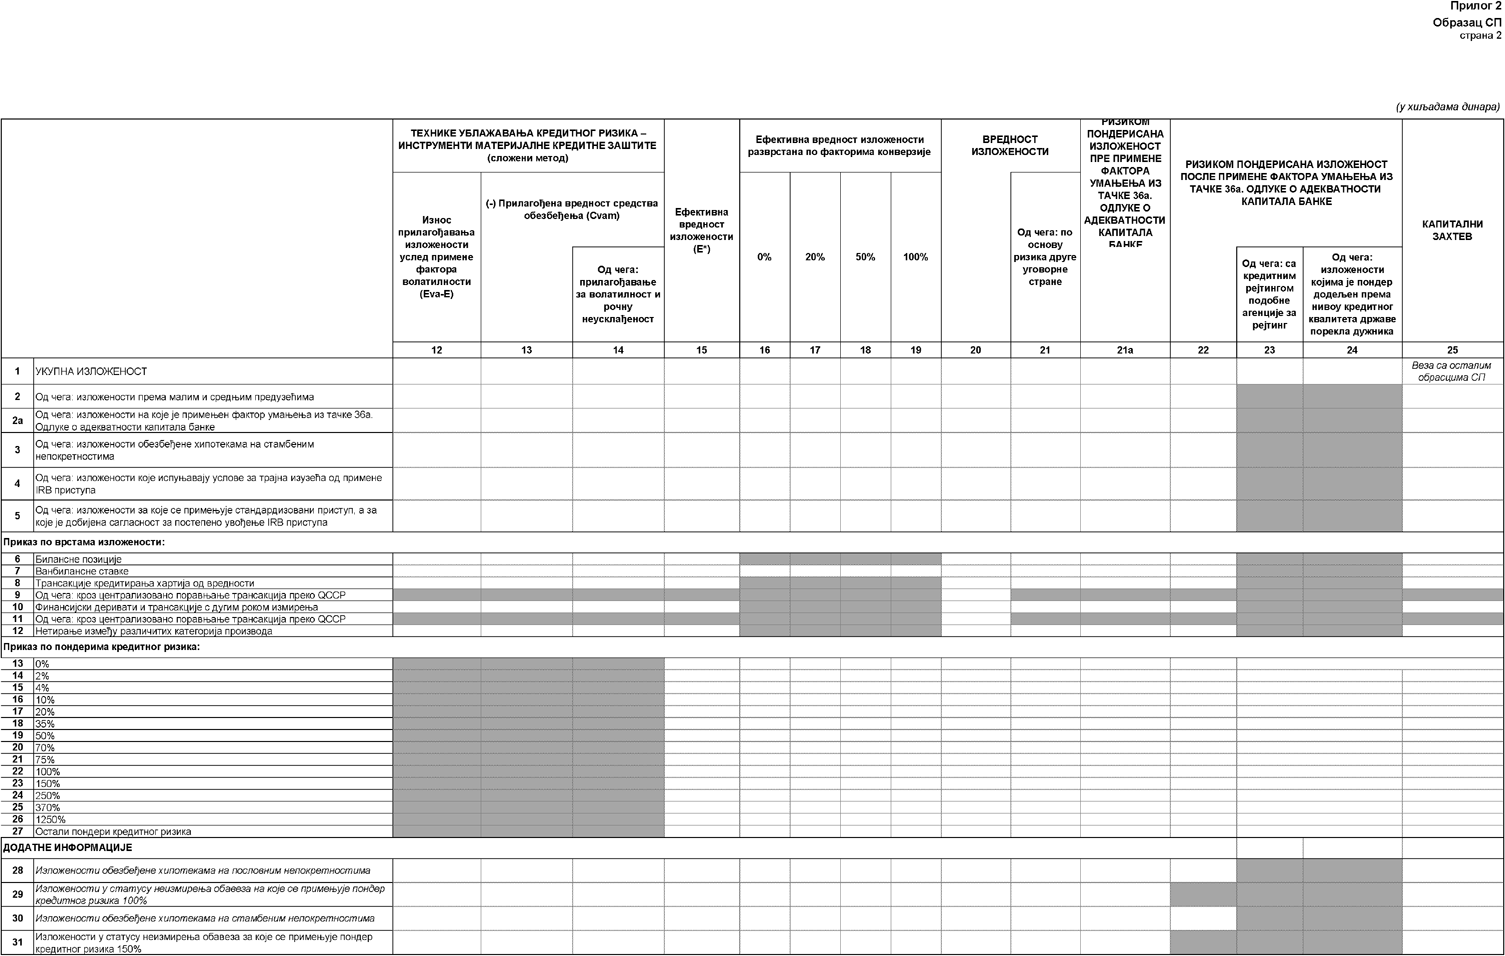 Прилог 2
Образац СП
страна 2
(у хиљадама динара)
ТЕХНИКЕ УБЛАЖАВАЊА КРЕДИТНОГ РИЗИКА –
ИНСТРУМЕНТИ МАТЕРИЈАЛНЕ КРЕДИТНЕ ЗАШТИТЕ
(сложени метод)
Износ
прилагођавања
изложености
услед примене
фактора
волатилности
(Eva-E)
(-) Прилагођена вредност средства
обезбеђења (Cvam)
Од чега:
прилагођавање
за волатилност и
рочну
неусклађеност
Ефективна
вредност
изложености
(E*)
Ефективна вредност изложености
разврстана по факторима конверзије
0%
20%
50%
100%
ВРЕДНОСТ
ИЗЛОЖЕНОСТИ
Од чега: по
основу
ризика друге
уговорне
стране
РИЗИКОМ
ПОНДЕРИСАНА
ИЗЛОЖЕНОСТ
ПРЕ ПРИМЕНЕ
ФАКТОРА
УМАЊЕЊА ИЗ
ТАЧКЕ 36а.
ОДЛУКЕ О
АДЕКВАТНОСТИ
КАПИТАЛА
БАНКЕ
РИЗИКОМ ПОНДЕРИСАНА ИЗЛОЖЕНОСТ
ПОСЛЕ ПРИМЕНЕ ФАКТОРА УМАЊЕЊА ИЗ
ТАЧКЕ 36а. ОДЛУКЕ О АДЕКВАТНОСТИ
КАПИТАЛА БАНКЕ
Од чега: са
кредитним
рејтингом
подобне
агенције за
рејтинг
Од чега:
изложености
којима је пондер
додељен према
нивоу кредитног
квалитета државе
порекла дужника
КАПИТАЛНИ
ЗАХТЕВ
12 13 14 15 16 17 18 19 20 21 21а 22 23 24 25
1 УКУПНА ИЗЛОЖЕНОСТ
Веза са осталим
обрасцима СП
2 Од чега: изложености према малим и средњим предузећима
2а Од чега: изложености на које је примењен фактор умањења из тачке 36а.
Одлуке о адекватности капитала банке
3 Од чега: изложености обезбеђене хипотекама на стамбеним
непокретностима
4 Од чега: изложености које испуњавају услове за трајна изузећа од примене
IRB приступа
5 Од чега: изложености за које се примењује стандардизовани приступ, а за
које је добијена сагласност за постепено увођење IRB приступа
Приказ по врстама изложености:
6 Билансне позиције
7 Ванбилансне ставке
8 Трансакције кредитирања хартија од вредности
9 Од чега: кроз централизовано поравњање трансакција преко QCCP
10 Финансијски деривати и трансакције с дугим роком измирења
11 Од чега: кроз централизовано поравњање трансакција преко QCCP
12 Нетирање између различитих категорија производа
Приказ по пондерима кредитног ризика:
13 0%
14 2%
15 4%
16 10%
17 20%
18 35%
19 50%
20 70%
21 75%
22 100%
23 150%
24 250%
25 370%
26 1250%
27 Остали пондери кредитног ризика
ДОДАТНЕ ИНФОРМАЦИЈЕ
28 Изложености обезбеђене хипотекама на пословним непокретностима
29 Изложености у статусу неизмирења обавеза на које се примењује пондер
кредитног ризика 100%
30 Изложености обезбеђене хипотекама на стамбеним непокретностима
31 Изложености у статусу неизмирења обавеза за које се примењује пондер
кредитног ризика 150%